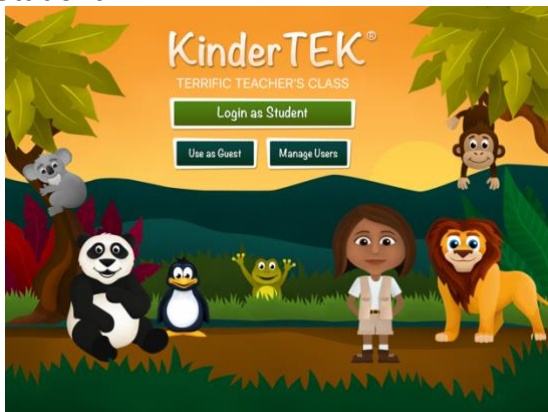 KinderTEK®
TERRIFIC TEACHER'S CLASS
Login as Student
Use as Guest
Manage Users